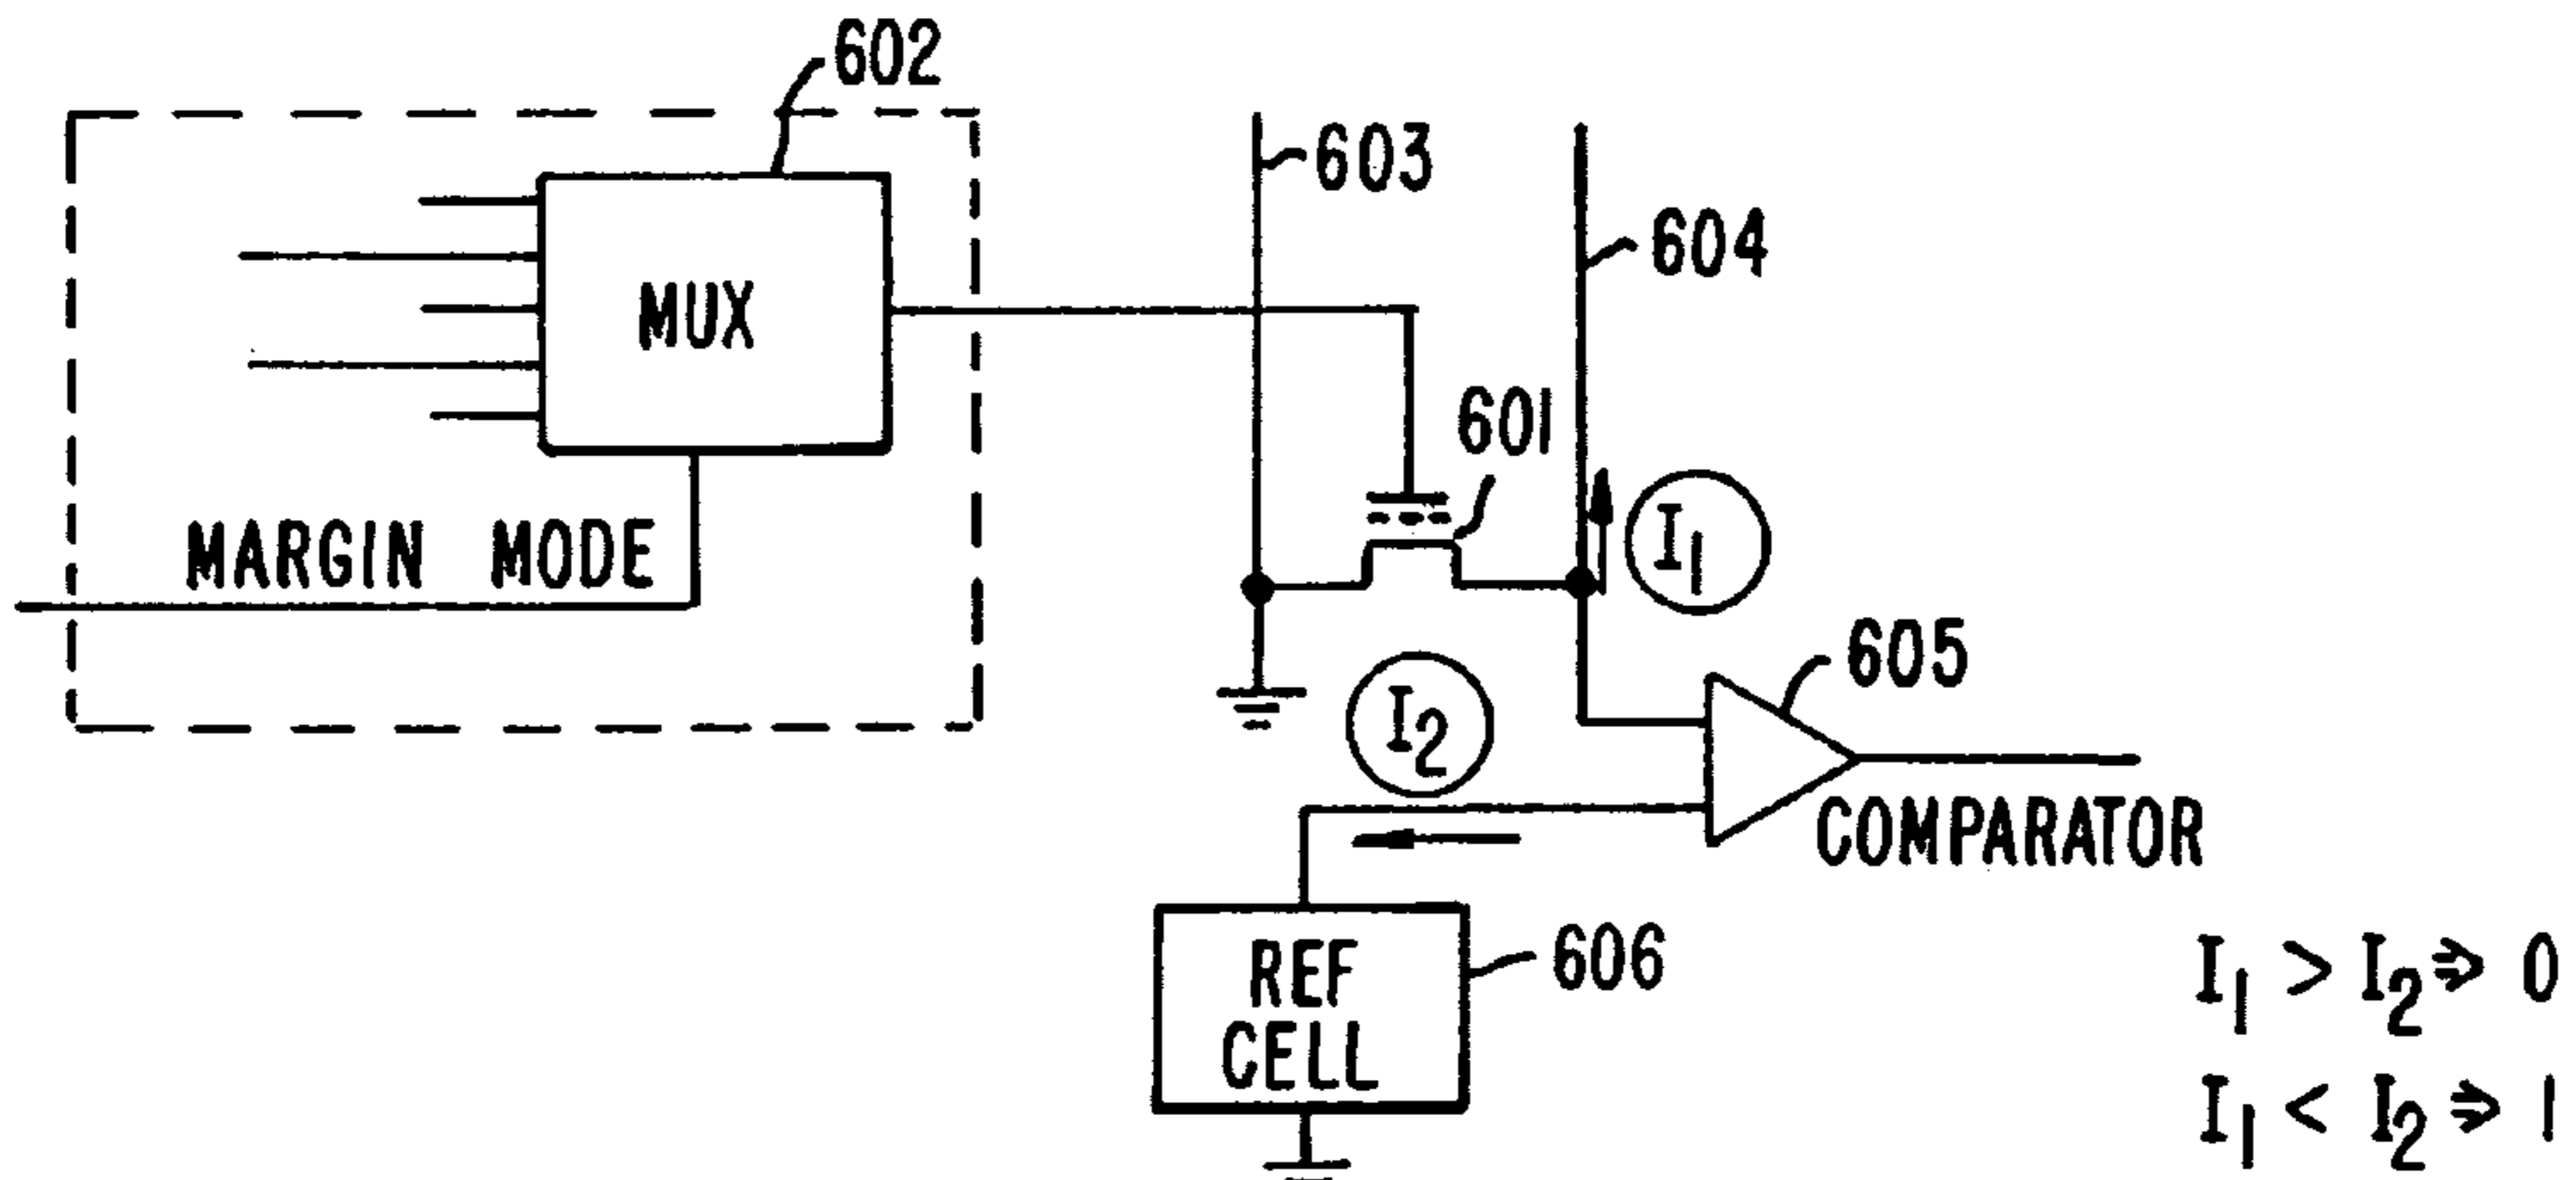 602
603
604
MUX
601
MARGIN MODE
I₁
605
I₂
COMPARATOR
REF
CELL
606
I₁ > I₂ ⇒ 0
I₁ < I₂ ⇒ 1